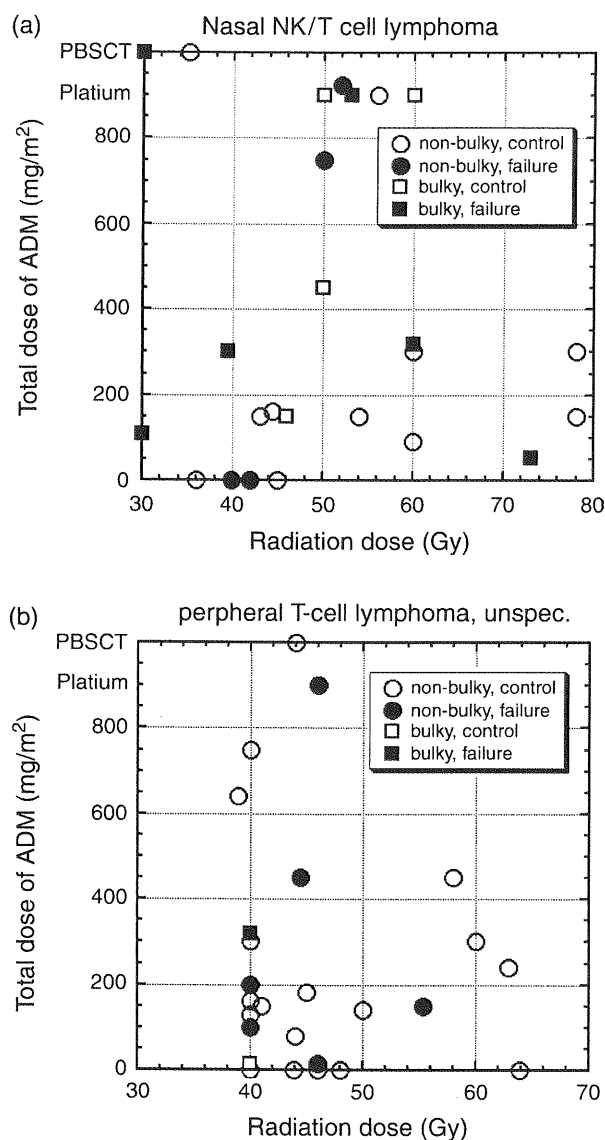 (a) Nasal NK/T cell lymphoma
PBSCT
Platium
800
600
400
200
0
Total dose of ADM (mg/m²)
non-bulky, control
non-bulky, failure
bulky, control
bulky, failure
30 40 50 60 70 80
Radiation dose (Gy)
(b) perpheral T-cell lymphoma, unspec.
PBSCT
Platium
800
600
400
200
0
Total dose of ADM (mg/m²)
non-bulky, control
non-bulky, failure
bulky, control
bulky, failure
30 40 50 60 70
Radiation dose (Gy)